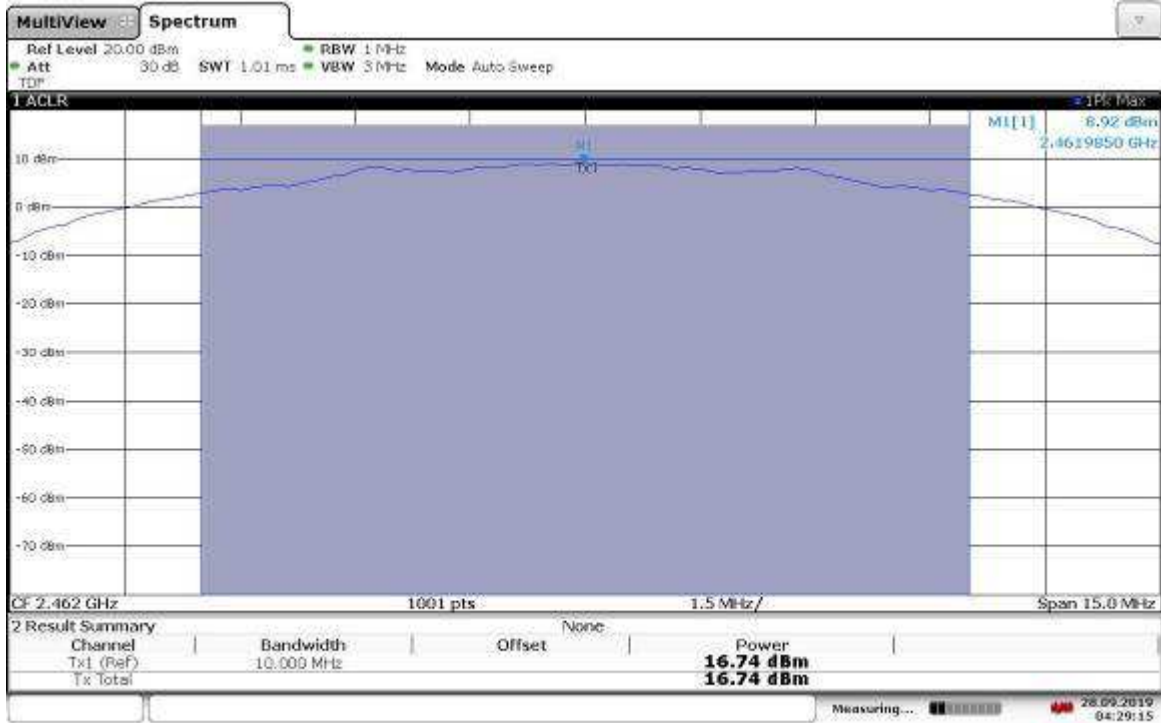 MultiView Spectrum
Ref Level 20.00 dBm RBW 1 MHz
Att 30 dB SWT 1.01 ms VBW 3 MHz Mode Auto Sweep
TDF
1 ACLR 1Pk Max
M1[1] 8.92 dBm
2.4619850 GHz
M1
10 dBm
Tx1
0 dBm
-10 dBm
-20 dBm
-30 dBm
-40 dBm
-50 dBm
-60 dBm
-70 dBm
CF 2.462 GHz 1001 pts 1.5 MHz/ Span 15.0 MHz
2 Result Summary None
Channel Bandwidth Offset Power
Tx1 (Ref) 10.000 MHz 16.74 dBm
Tx Total 16.74 dBm
Measuring... 28.09.2019
04:29:15